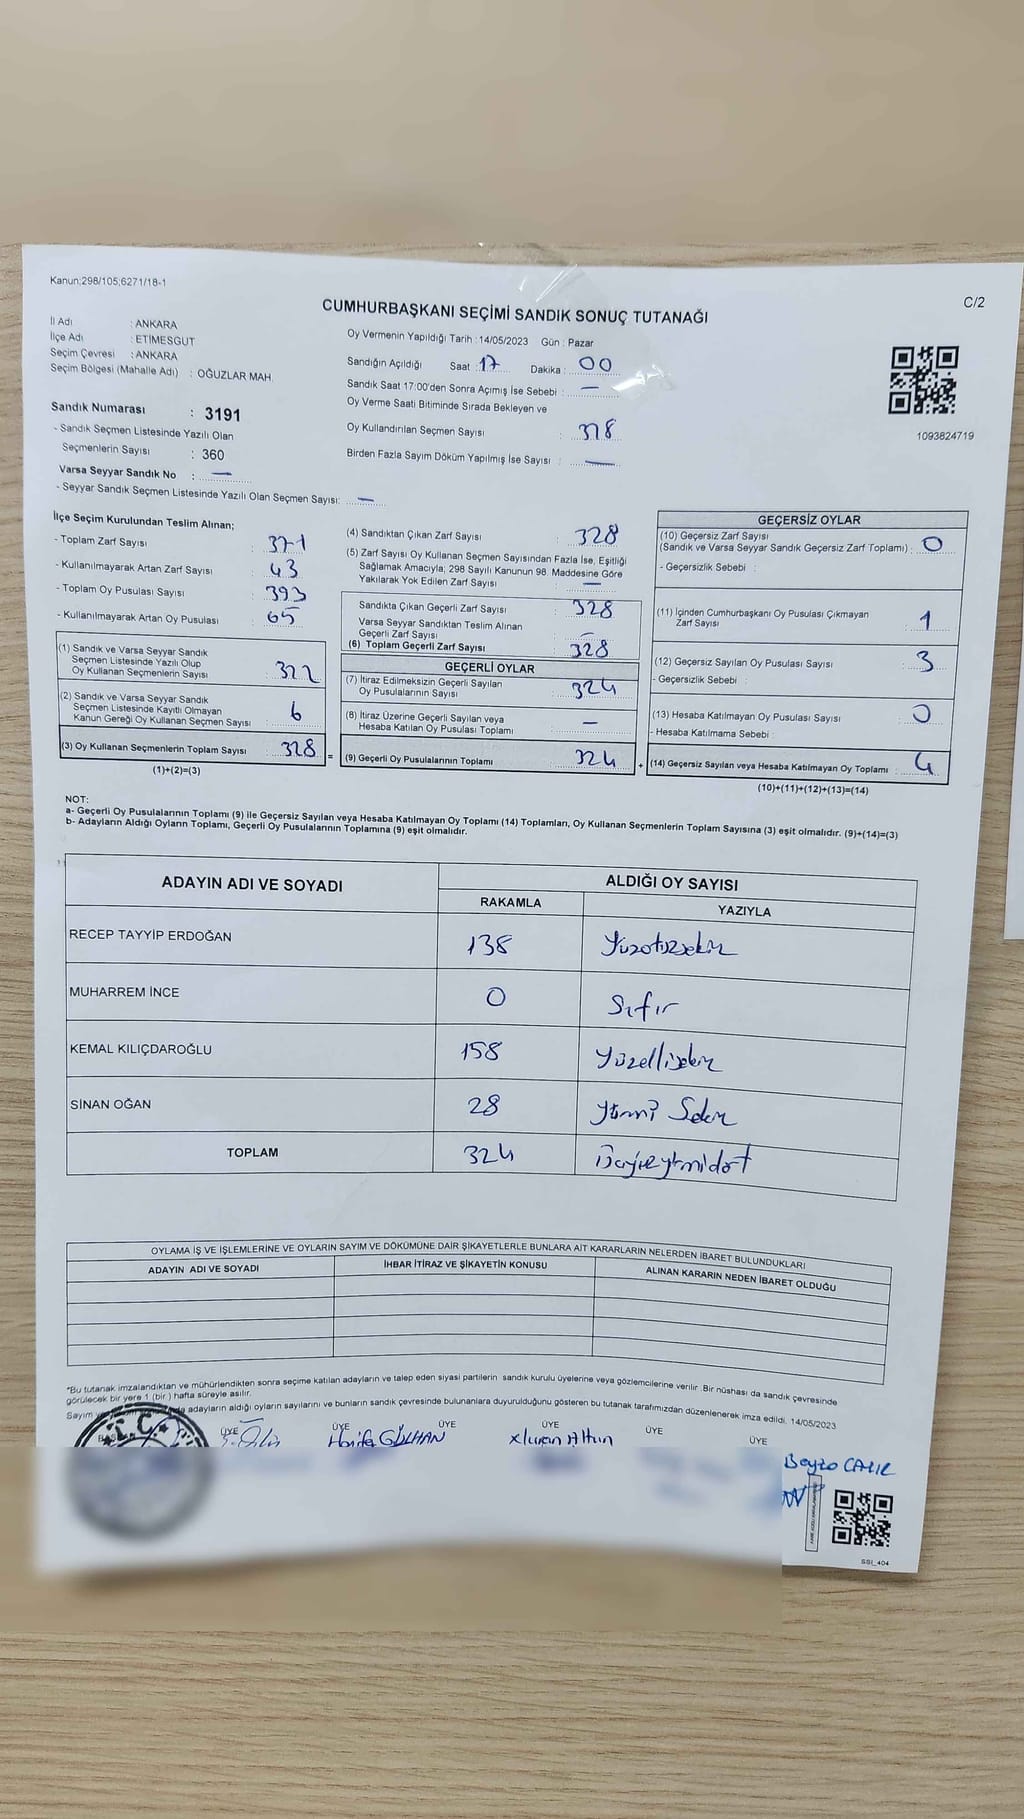 Kanun;298/105;6271/18-1
C/2
CUMHURBAŞKANI SEÇİMİ SANDIK SONUÇ TUTANAĞI
İl Adı : ANKARA
İlçe Adı : ETİMESGUT
Seçim Çevresi : ANKARA
Seçim Bölgesi (Mahalle Adı) : OĞUZLAR MAH.
Sandık Numarası : 3191
- Sandık Seçmen Listesinde Yazılı Olan
Seçmenlerin Sayısı : 360
Varsa Seyyar Sandık No : —
- Seyyar Sandık Seçmen Listesinde Yazılı Olan Seçmen Sayısı: —
Oy Vermenin Yapıldığı Tarih : 14/05/2023 Gün : Pazar
Sandığın Açıldığı Saat : 17 Dakika : 00
Sandık Saat 17:00'den Sonra Açımış İse Sebebi : —
Oy Verme Saati Bitiminde Sırada Bekleyen ve
Oy Kullandırılan Seçmen Sayısı : 328
Birden Fazla Sayım Döküm Yapılmış İse Sayısı : —
1093824719
İlçe Seçim Kurulundan Teslim Alınan;
- Toplam Zarf Sayısı : 371
- Kullanılmayarak Artan Zarf Sayısı : 43
- Toplam Oy Pusulası Sayısı : 393
- Kullanılmayarak Artan Oy Pusulası : 65
(1) Sandık ve Varsa Seyyar Sandık
Seçmen Listesinde Yazılı Olup
Oy Kullanan Seçmenlerin Sayısı : 322
(2) Sandık ve Varsa Seyyar Sandık
Seçmen Listesinde Kayıtlı Olmayan
Kanun Gereği Oy Kullanan Seçmen Sayısı : 6
(3) Oy Kullanan Seçmenlerin Toplam Sayısı : 328
(1)+(2)=(3)
=
(4) Sandıktan Çıkan Zarf Sayısı : 328
(5) Zarf Sayısı Oy Kullanan Seçmen Sayısından Fazla İse, Eşitliği
Sağlamak Amacıyla; 298 Sayılı Kanunun 98. Maddesine Göre
Yakılarak Yok Edilen Zarf Sayısı : —
Sandıkta Çıkan Geçerli Zarf Sayısı : 328
Varsa Seyyar Sandıktan Teslim Alınan
Geçerli Zarf Sayısı : —
(6) Toplam Geçerli Zarf Sayısı : 328
GEÇERLİ OYLAR
(7) İtiraz Edilmeksizin Geçerli Sayılan
Oy Pusulalarının Sayısı : 324
(8) İtiraz Üzerine Geçerli Sayılan veya
Hesaba Katılan Oy Pusulası Toplamı : —
(9) Geçerli Oy Pusulalarının Toplamı : 324
+
GEÇERSİZ OYLAR
(10) Geçersiz Zarf Sayısı
(Sandık ve Varsa Seyyar Sandık Geçersiz Zarf Toplamı) : 0
- Geçersizlik Sebebi :
(11) İçinden Cumhurbaşkanı Oy Pusulası Çıkmayan
Zarf Sayısı : 1
(12) Geçersiz Sayılan Oy Pusulası Sayısı : 3
- Geçersizlik Sebebi :
(13) Hesaba Katılmayan Oy Pusulası Sayısı : 0
- Hesaba Katılmama Sebebi :
(14) Geçersiz Sayılan veya Hesaba Katılmayan Oy Toplamı : 4
(10)+(11)+(12)+(13)=(14)
NOT:
a- Geçerli Oy Pusulalarının Toplamı (9) ile Geçersiz Sayılan veya Hesaba Katılmayan Oy Toplamı (14) Toplamları, Oy Kullanan Seçmenlerin Toplam Sayısına (3) eşit olmalıdır. (9)+(14)=(3)
b- Adayların Aldığı Oyların Toplamı, Geçerli Oy Pusulalarının Toplamına (9) eşit olmalıdır.
ADAYIN ADI VE SOYADI
ALDIĞI OY SAYISI
RAKAMLA YAZIYLA
RECEP TAYYİP ERDOĞAN 138 Yüzotuzsekiz
MUHARREM İNCE 0 Sıfır
KEMAL KILIÇDAROĞLU 158 Yüzellisekiz
SİNAN OĞAN 28 Yirmi Sekiz
TOPLAM 324 Üçyüzyirmidört
OYLAMA İŞ VE İŞLEMLERİNE VE OYLARIN SAYIM VE DÖKÜMÜNE DAİR ŞİKAYETLERLE BUNLARA AİT KARARLARIN NELERDEN İBARET BULUNDUKLARI
ADAYIN ADI VE SOYADI İHBAR İTİRAZ VE ŞİKAYETİN KONUSU ALINAN KARARIN NEDEN İBARET OLDUĞU
*Bu tutanak imzalandıktan ve mühürlendikten sonra seçime katılan adayların ve talep eden siyasi partilerin sandık kurulu üyelerine veya gözlemcilerine verilir. Bir nüshası da sandık çevresinde
görülecek bir yere 1 (bir) hafta süreyle asılır.
adayların aldığı oyların sayılarını ve bunların sandık çevresinde bulunanlara duyurulduğunu gösteren bu tutanak tarafımızdan düzenlenerek imza edildi. 14/05/2023
T.C.
ÜYE ÜYE ÜYE ÜYE ÜYE ÜYE
GÜLHAN
Altun
SSI_404